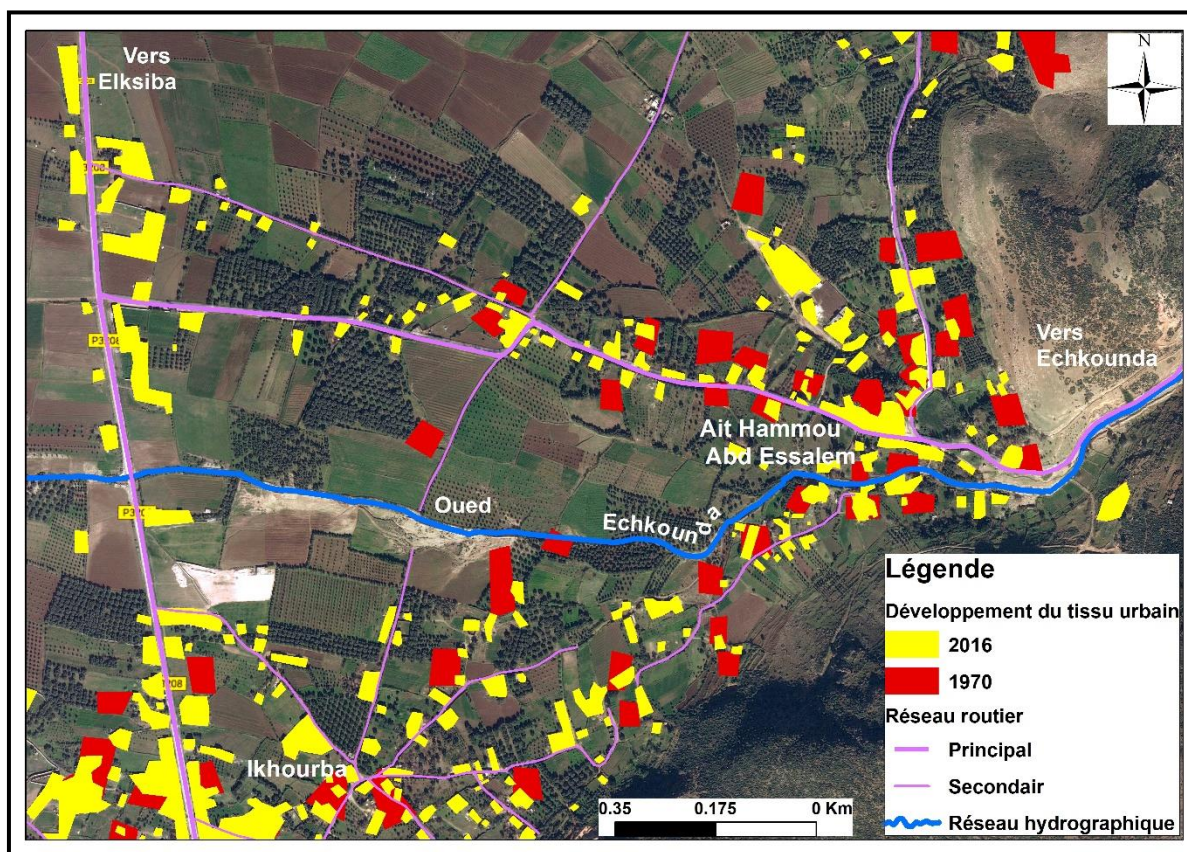 Vers
Elksiba
N
P3208
Vers
Echkounda
Ait Hammou
Abd Essalem
Oued
Echkounda
Ikhourba
Légende
Développement du tissu urbain
2016
1970
Réseau routier
Principal
Secondair
Réseau hydrographique
0.35
0.175
0 Km